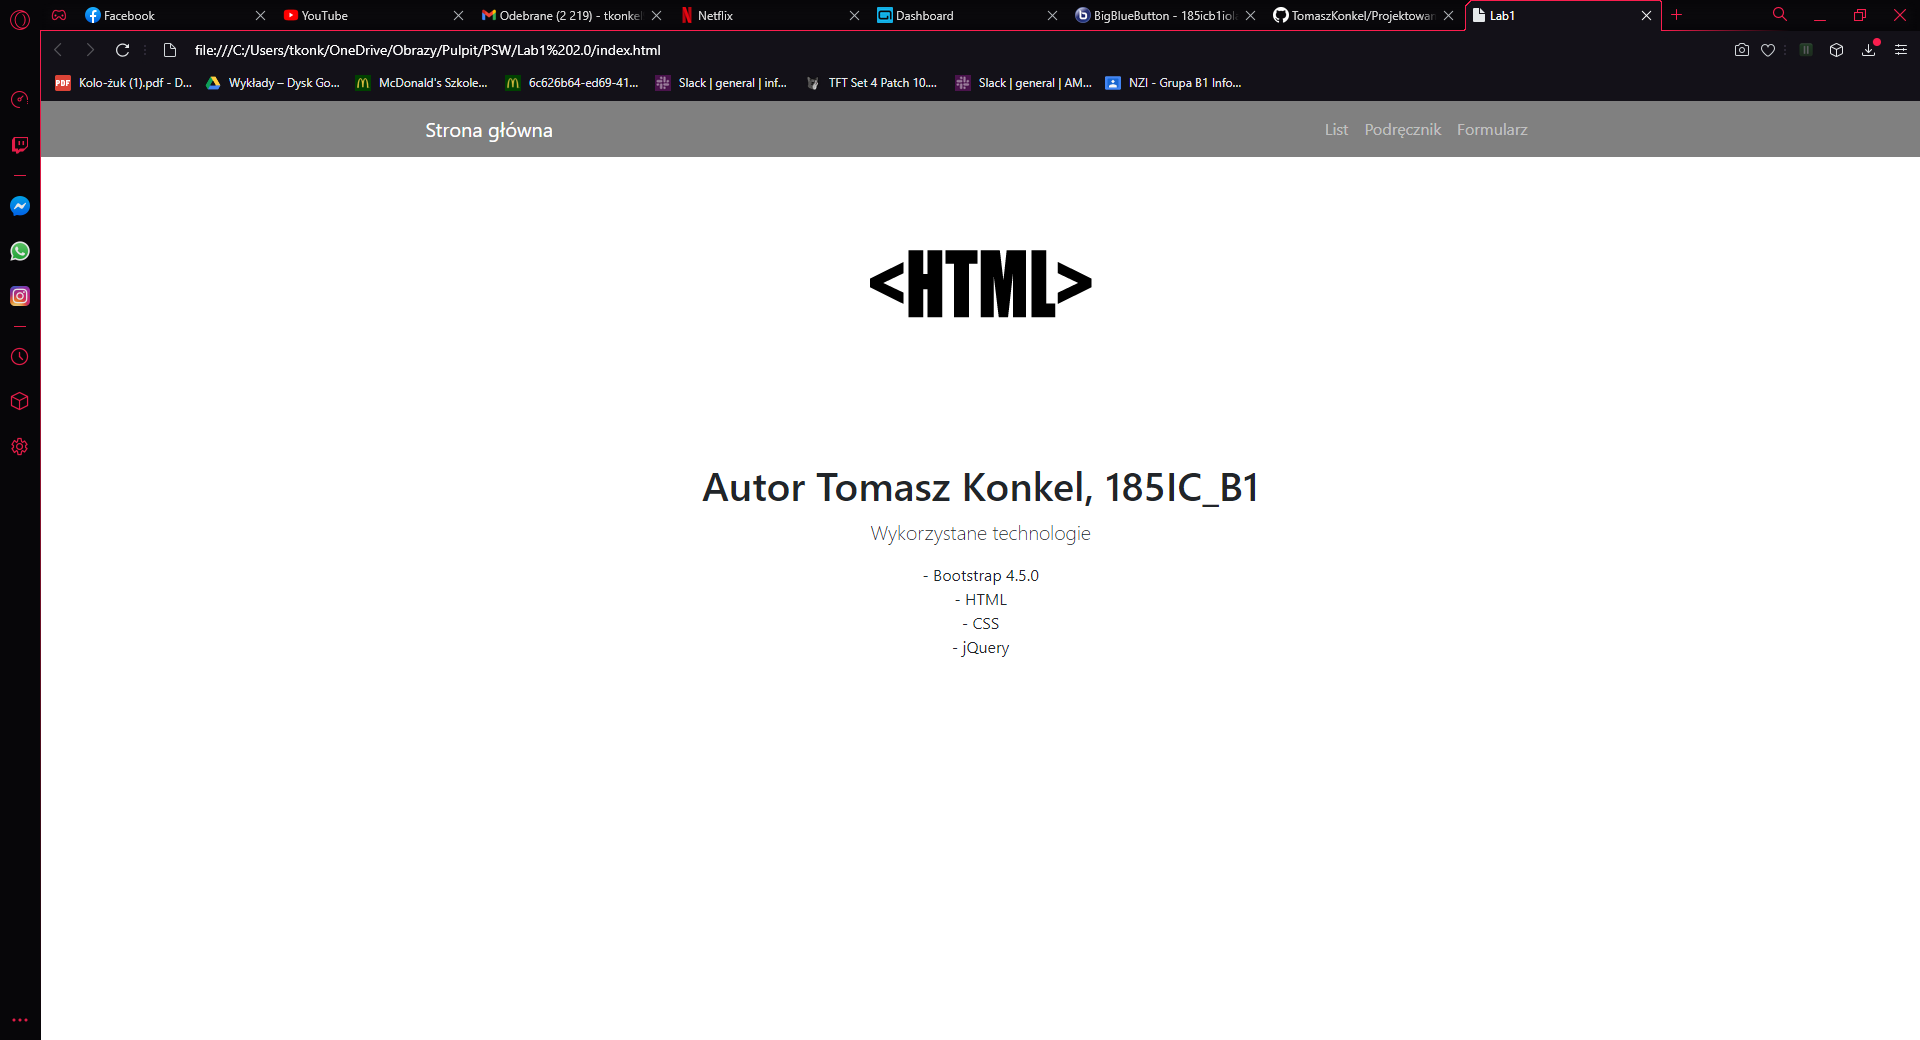 Facebook
YouTube
Odebrane (2 219) - tkonkel
Netflix
Dashboard
BigBlueButton - 185icb1iol
TomaszKonkel/Projektowan
Lab1
file:///C:/Users/tkonk/OneDrive/Obrazy/Pulpit/PSW/Lab1%202.0/index.html
PDF
Kolo-żuk (1).pdf - D...
Wykłady – Dysk Go...
McDonald's Szkole...
6c626b64-ed69-41...
Slack | general | inf...
TFT Set 4 Patch 10....
Slack | general | AM...
NZI - Grupa B1 Info...
Strona główna
List
Podręcznik
Formularz
<HTML>
Autor Tomasz Konkel, 185IC_B1
Wykorzystane technologie
- Bootstrap 4.5.0
- HTML
- CSS
- jQuery